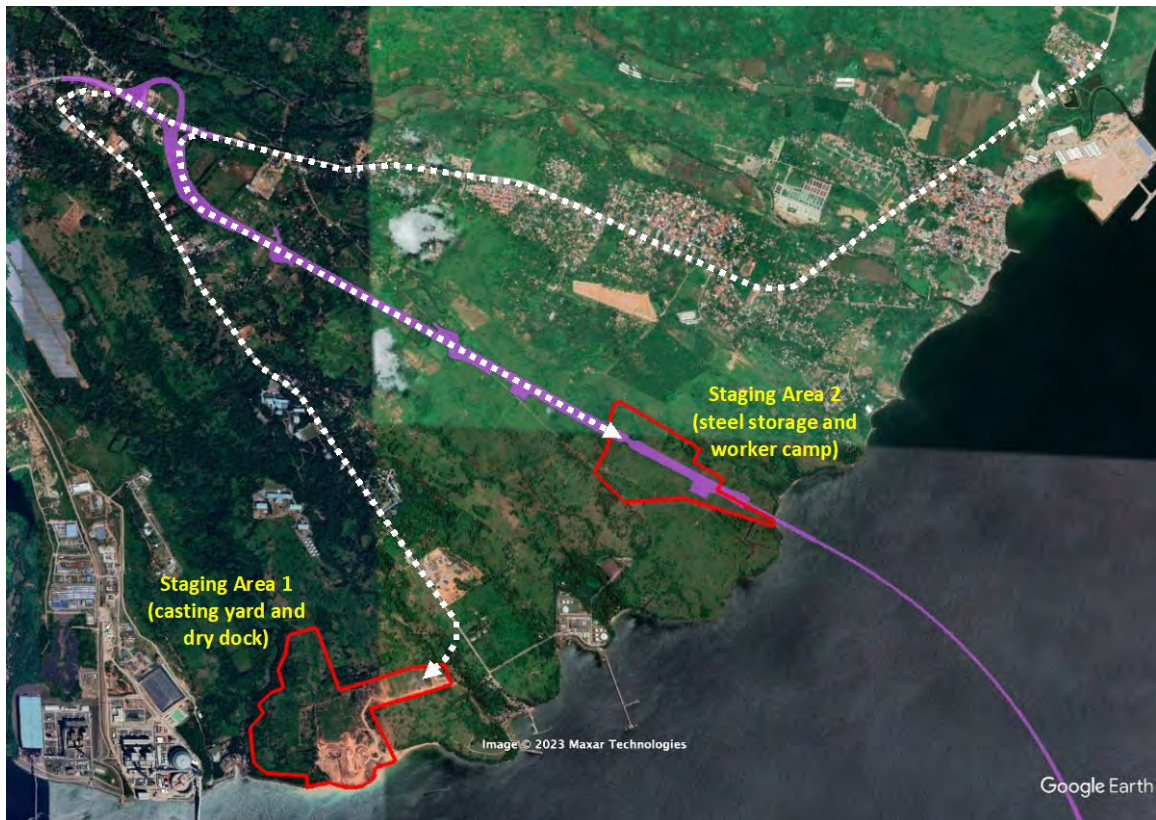 Staging Area 2
(steel storage and
worker camp)
Staging Area 1
(casting yard and
dry dock)
Image © 2023 Maxar Technologies
Google Earth